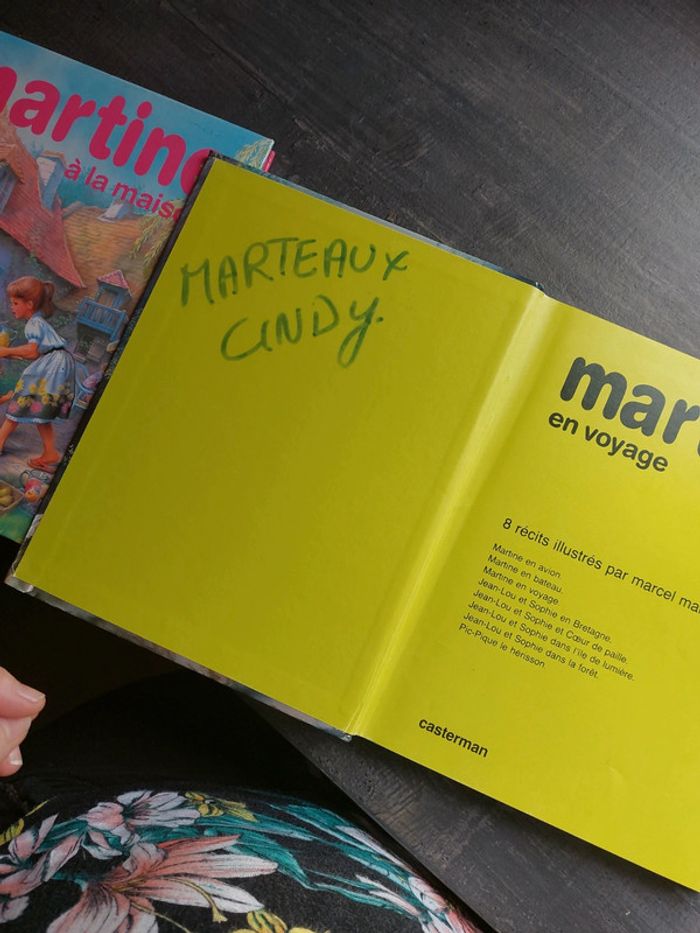 martine
à la mais
MARTEAUX
CINDY.
mar
en voyage
8 récits illustrés par marcel
Martine en avion.
Martine en bateau.
Martine en voyage.
Jean-Lou et Sophie en Bretagne.
Jean-Lou et Sophie et Cœur de paille.
Jean-Lou et Sophie dans l'île de lumière.
Jean-Lou et Sophie dans la forêt.
Pic-Pique le hérisson
casterman